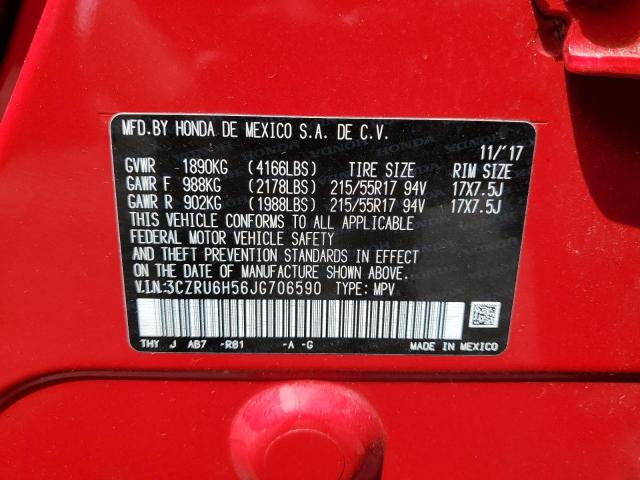 MFD.BY HONDA DE MEXICO S.A. DE C.V.
11/'17
GVWR 1890KG (4166LBS) TIRE SIZE RIM SIZE
GAWR F 988KG (2178LBS) 215/55R17 94V 17X7.5J
GAWR R 902KG (1988LBS) 215/55R17 94V 17X7.5J
THIS VEHICLE CONFORMS TO ALL APPLICABLE
FEDERAL MOTOR VEHICLE SAFETY
AND THEFT PREVENTION STANDARDS IN EFFECT
ON THE DATE OF MANUFACTURE SHOWN ABOVE.
V.I.N.:3CZRU6H56JG706590 TYPE: MPV
THY J AB7 -R81 -A -G MADE IN MEXICO